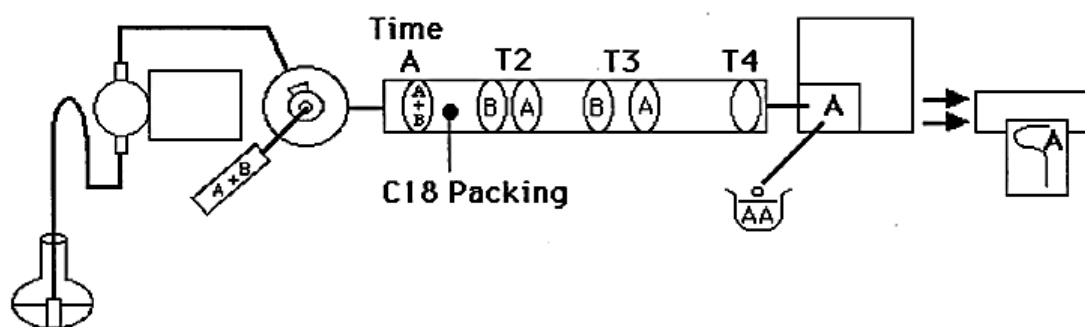 Time
A T2 T3 T4
A + B
B A
B A
A
A
A + B
C18 Packing
AA